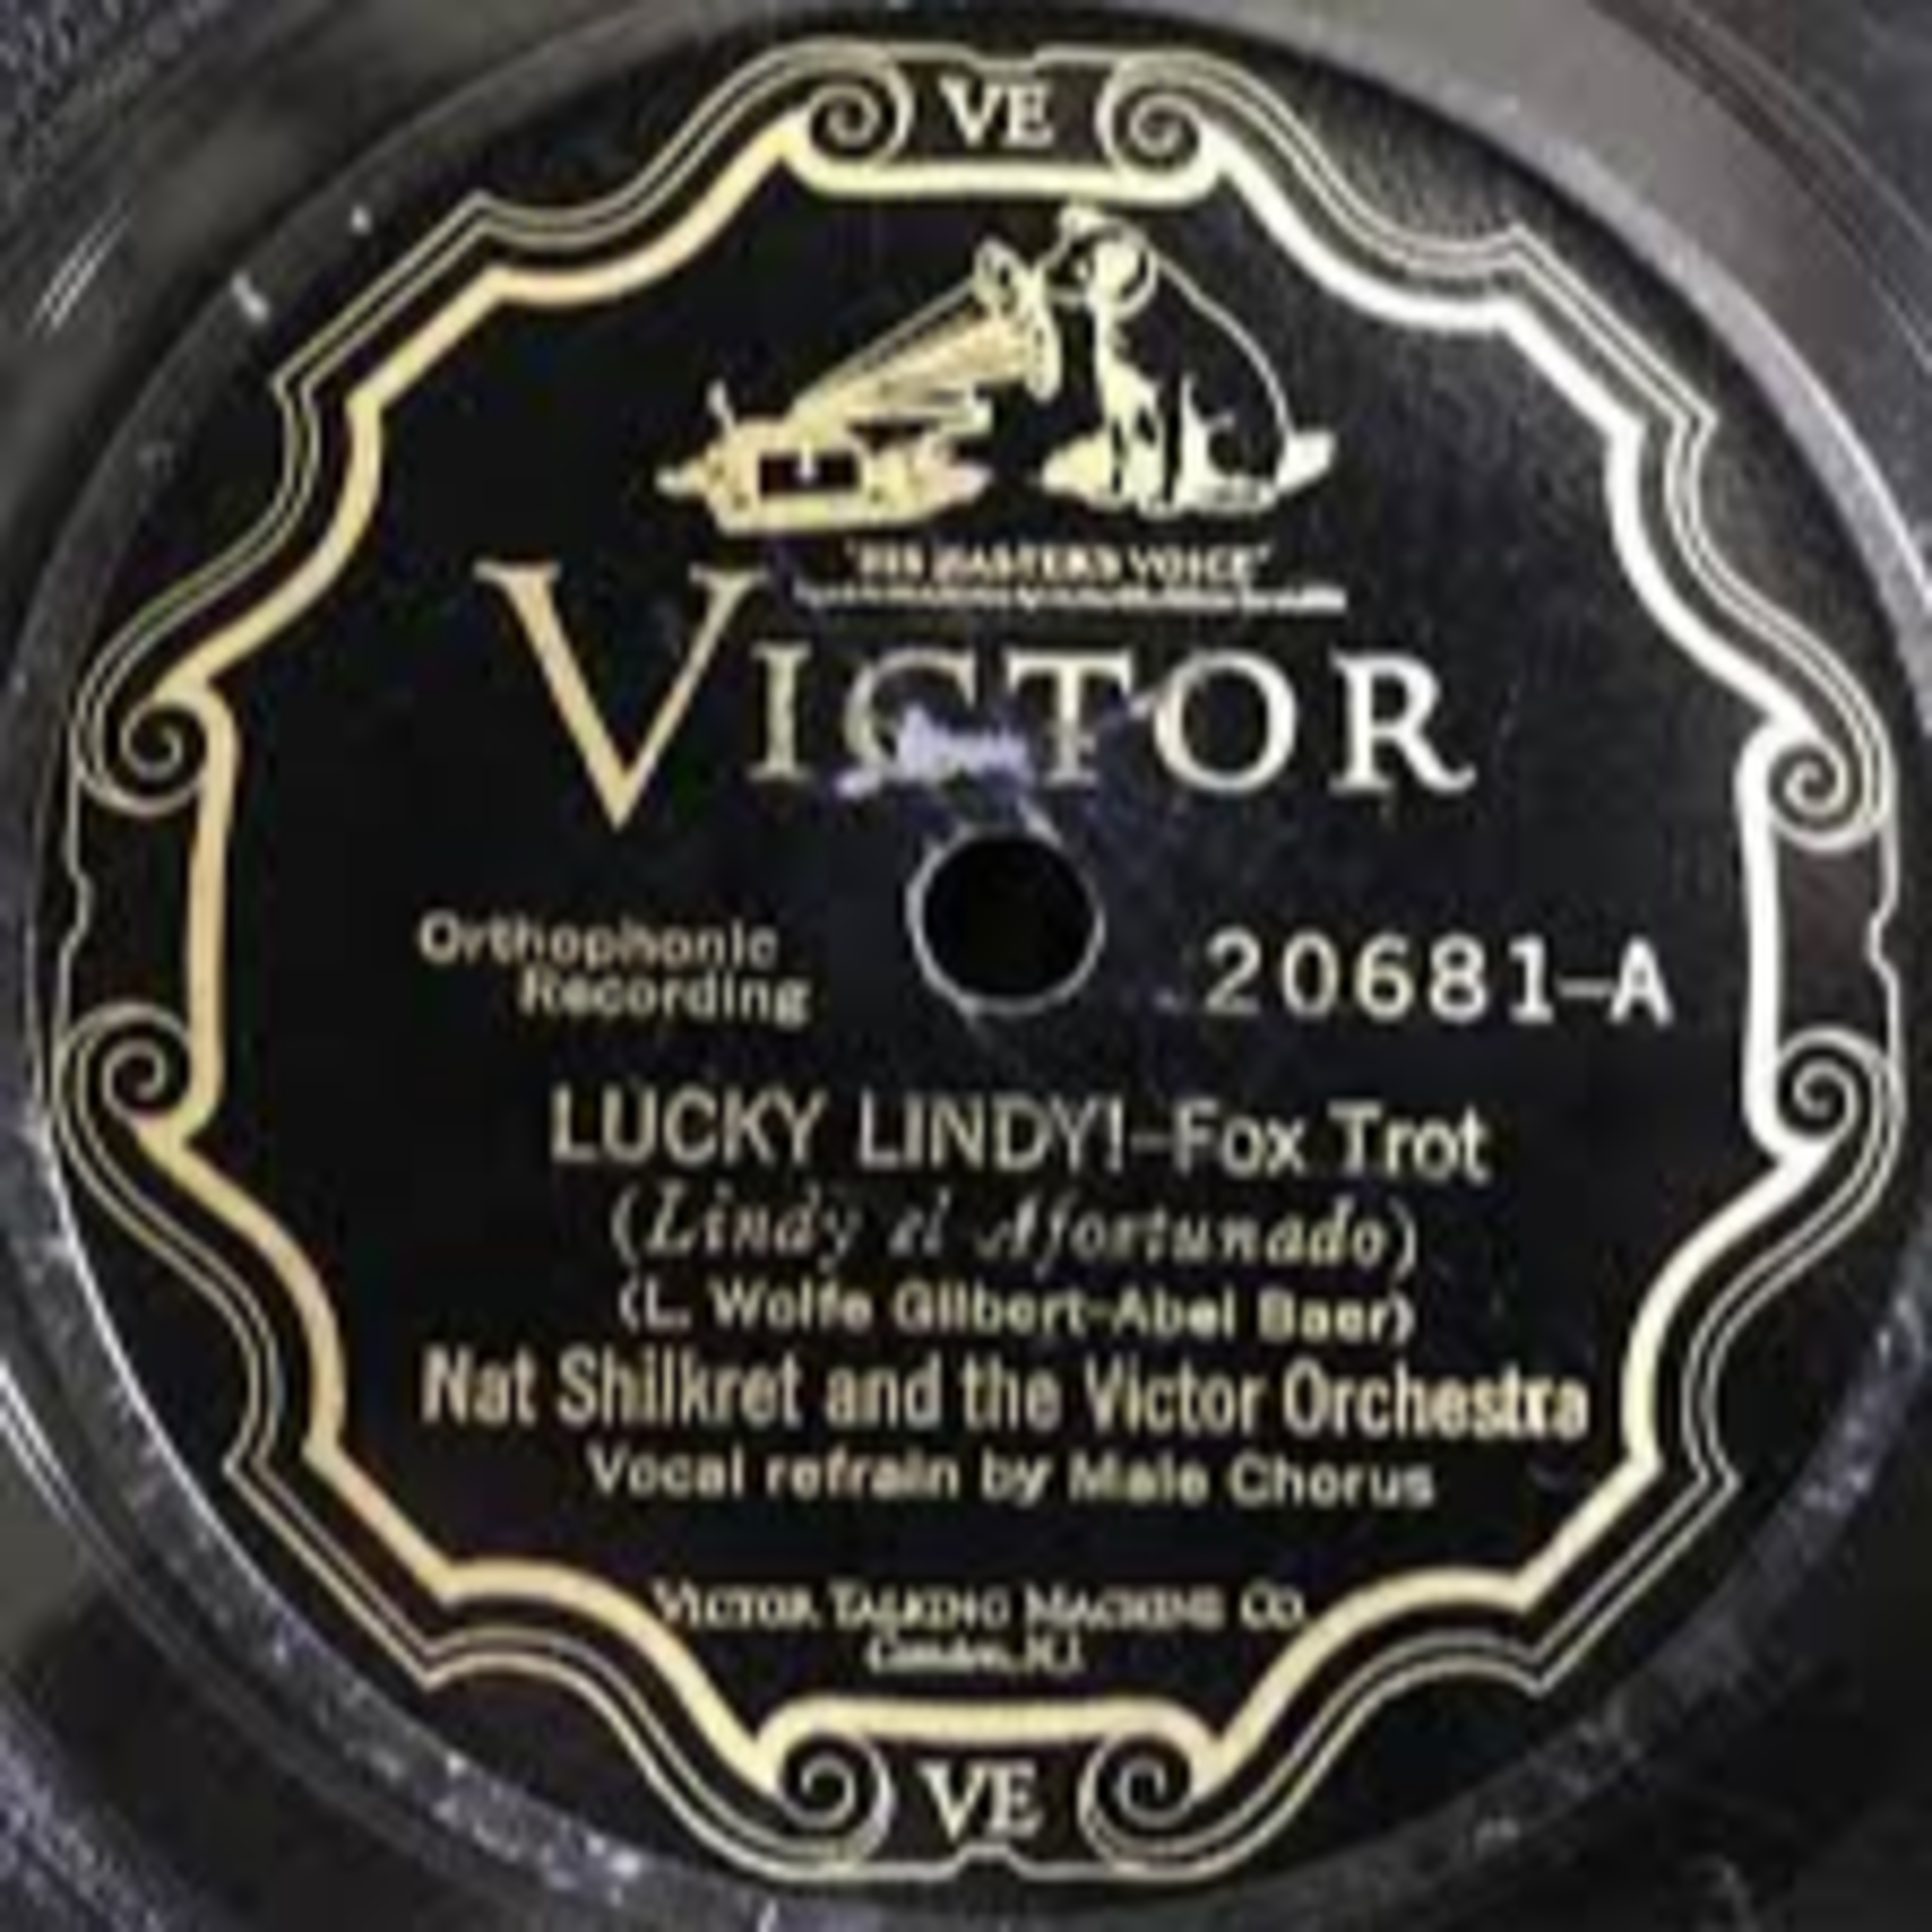 VE
"HIS MASTER'S VOICE"
VICTOR
Orthophonic
Recording
20681-A
LUCKY LINDY!-Fox Trot
(Lindy el Afortunado)
(L. Wolfe Gilbert-Abel Baer)
Nat Shilkret and the Victor Orchestra
Vocal refrain by Male Chorus
VICTOR TALKING MACHINE CO.
Camden, N.J.
VE